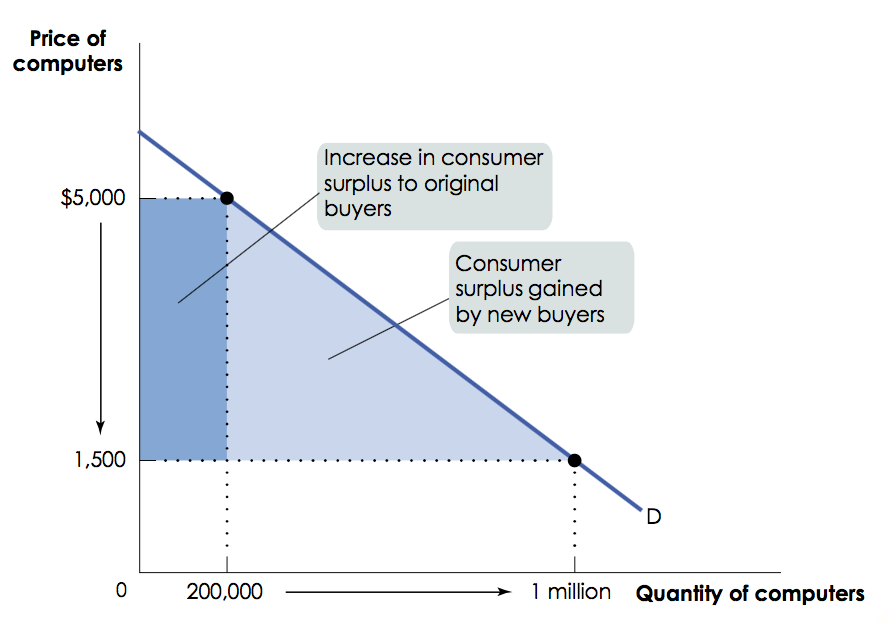 Price of
computers
Increase in consumer
surplus to original
buyers
$5,000
Consumer
surplus gained
by new buyers
1,500
D
0
200,000
1 million
Quantity of computers